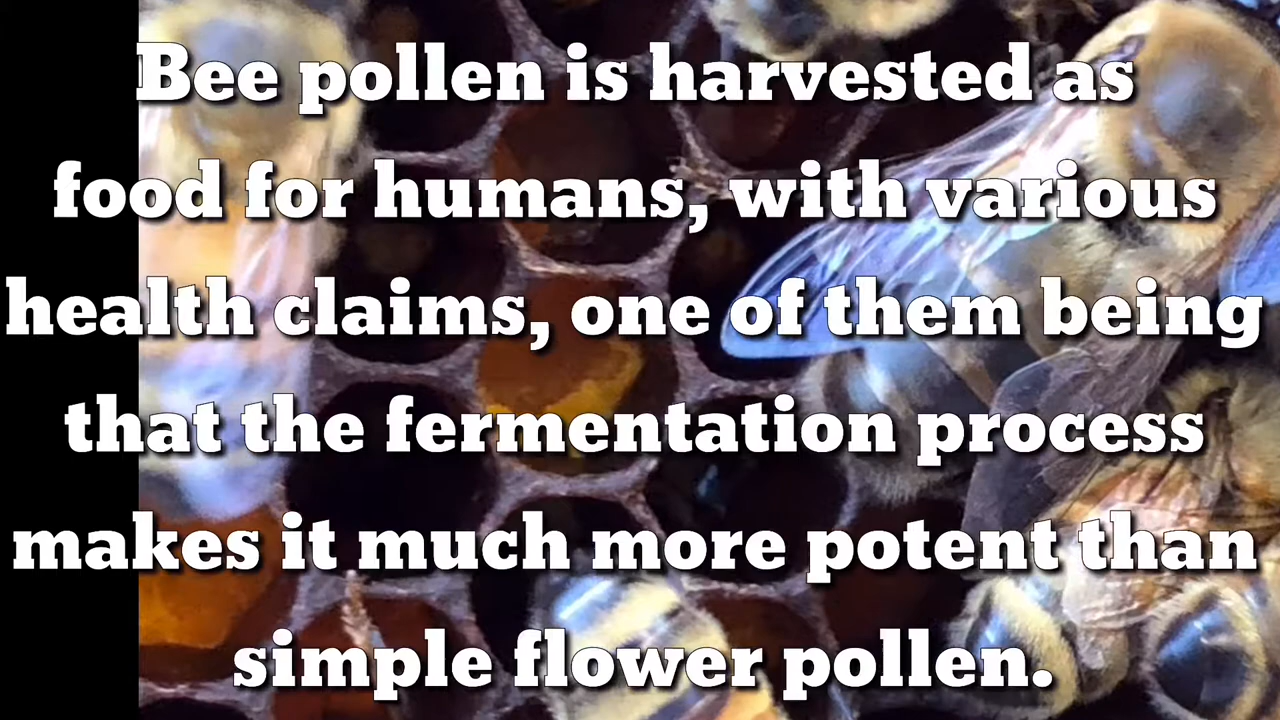 Bee pollen is harvested as
food for humans, with various
health claims, one of them being
that the fermentation process
makes it much more potent than
simple flower pollen.